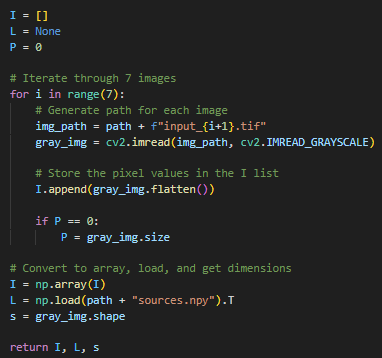 I = []
L = None
P = 0

# Iterate through 7 images
for i in range(7):
    # Generate path for each image
    img_path = path + f"input_{i+1}.tif"
    gray_img = cv2.imread(img_path, cv2.IMREAD_GRAYSCALE)

    # Store the pixel values in the I list
    I.append(gray_img.flatten())

    if P == 0:
        P = gray_img.size

# Convert to array, load, and get dimensions
I = np.array(I)
L = np.load(path + "sources.npy").T
s = gray_img.shape

return I, L, s